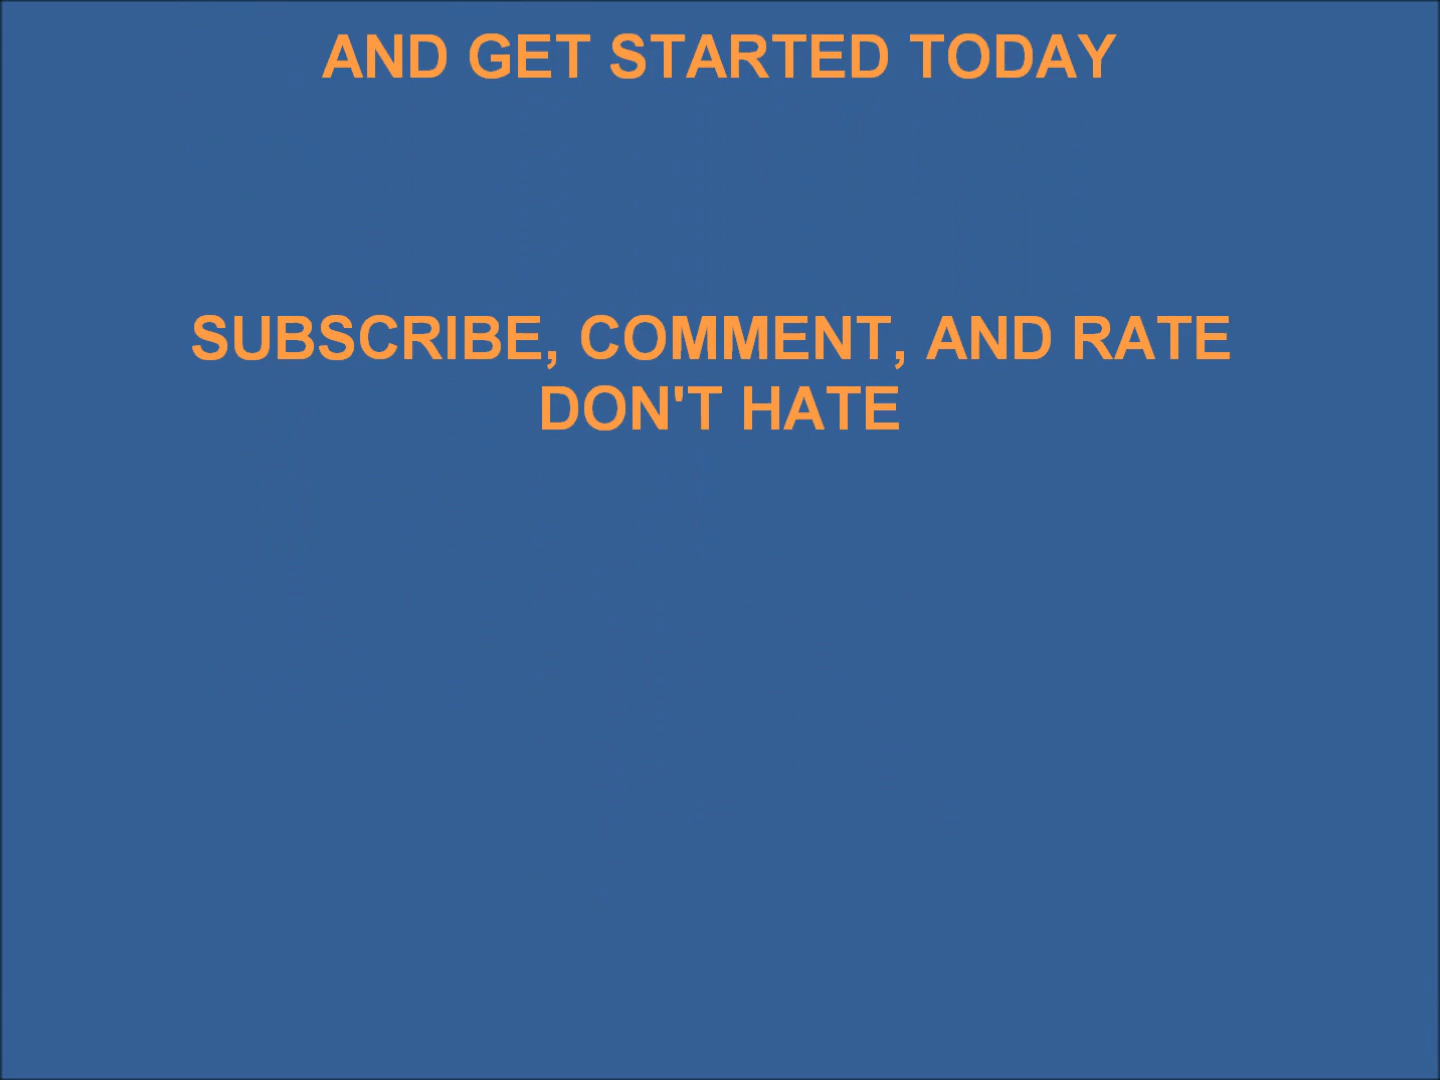 AND GET STARTED TODAY
SUBSCRIBE, COMMENT, AND RATE
DON'T HATE